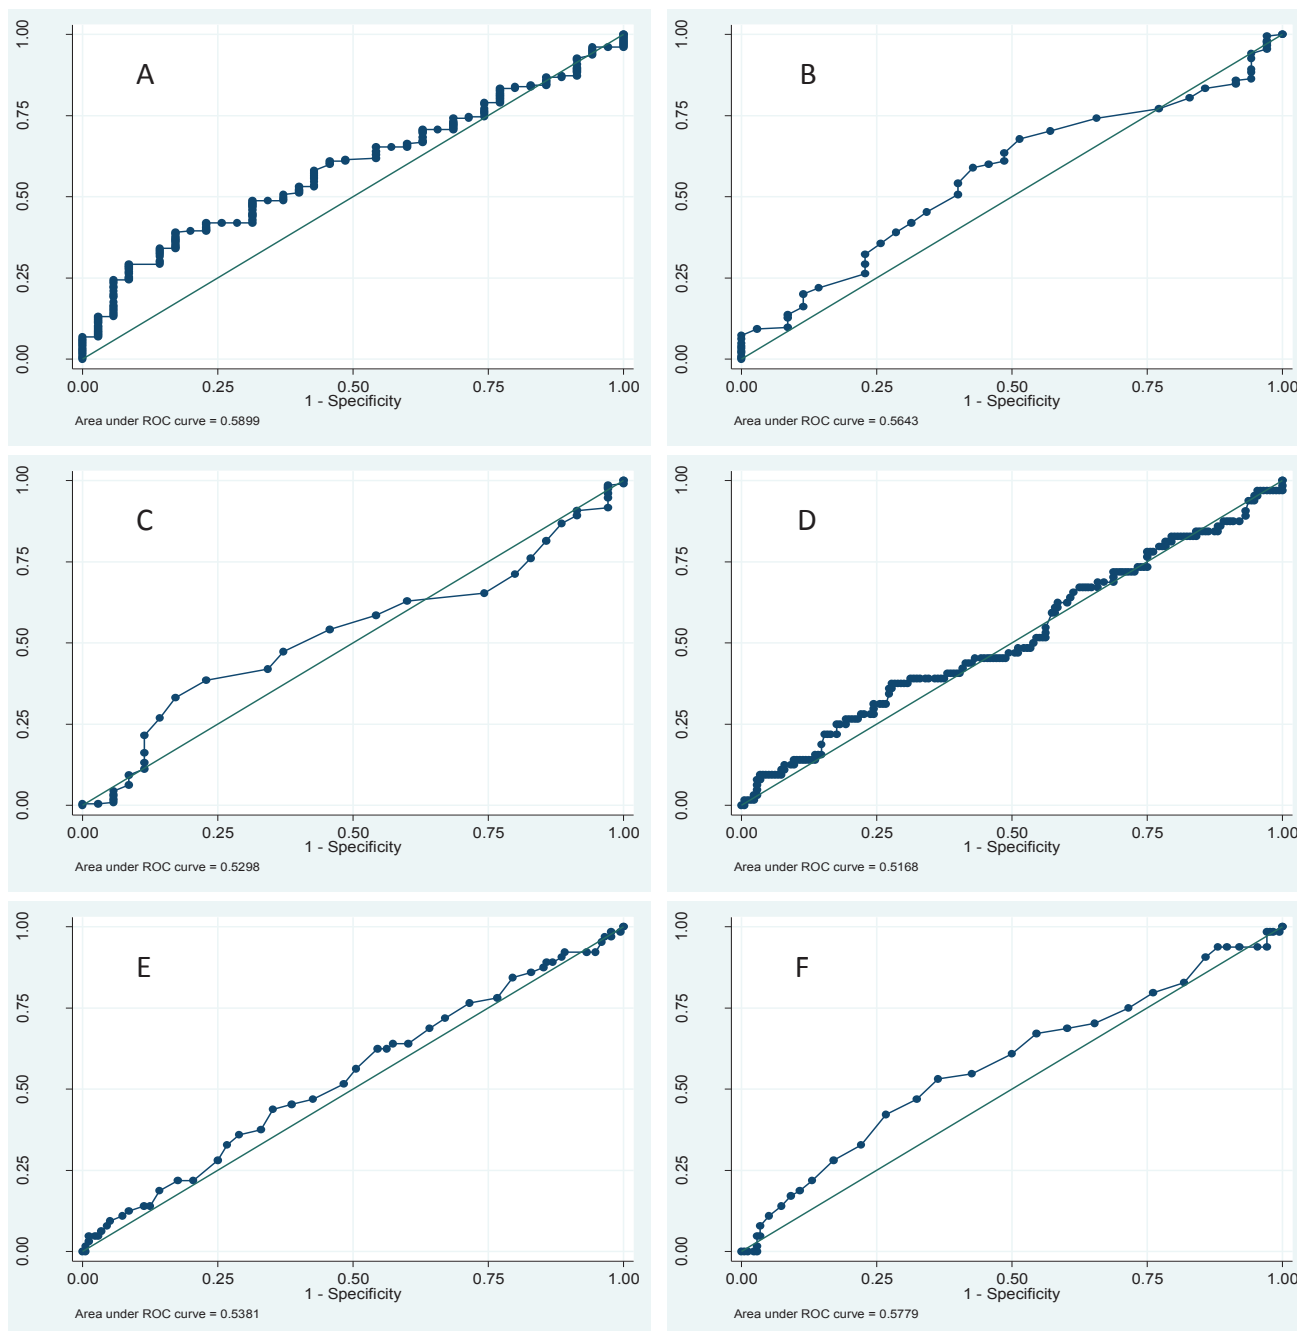 A
1.00
0.75
0.50
0.25
0.00
0.00 0.25 0.50 0.75 1.00
1 - Specificity
Area under ROC curve = 0.5899
B
1.00
0.75
0.50
0.25
0.00
0.00 0.25 0.50 0.75 1.00
1 - Specificity
Area under ROC curve = 0.5643
C
1.00
0.75
0.50
0.25
0.00
0.00 0.25 0.50 0.75 1.00
1 - Specificity
Area under ROC curve = 0.5298
D
1.00
0.75
0.50
0.25
0.00
0.00 0.25 0.50 0.75 1.00
1 - Specificity
Area under ROC curve = 0.5168
E
1.00
0.75
0.50
0.25
0.00
0.00 0.25 0.50 0.75 1.00
1 - Specificity
Area under ROC curve = 0.5381
F
1.00
0.75
0.50
0.25
0.00
0.00 0.25 0.50 0.75 1.00
1 - Specificity
Area under ROC curve = 0.5779